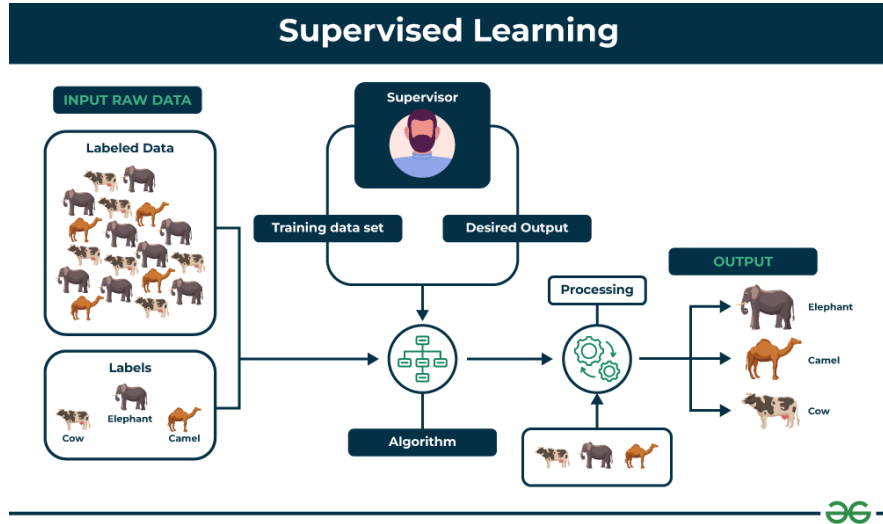 Supervised Learning
INPUT RAW DATA
Labeled Data
Supervisor
Training data set
Desired Output
OUTPUT
Processing
Elephant
Camel
Cow
Labels
Elephant
Cow
Camel
Algorithm